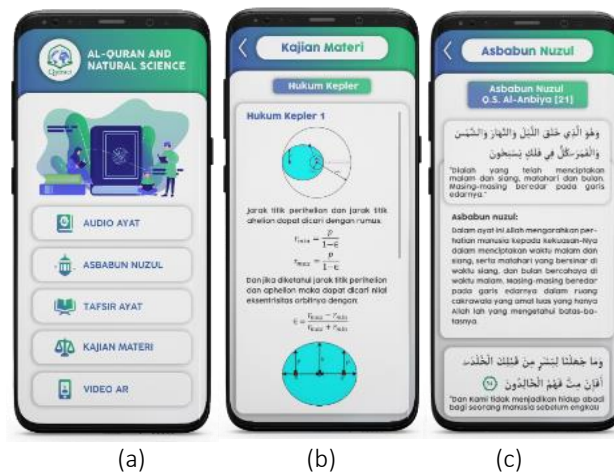 AL-QURAN AND
NATURAL SCIENCE
AUDIO AYAT
ASBABUN NUZUL
TAFSIR AYAT
KAJIAN MATERI
VIDEO AR
(a)
Kajian Materi
Hukum Kepler
Hukum Kepler 1
Jarak titik perihelion dan jarak titik
ahelion dapat dicari dengan rumus:
r_min = p / 1-ϵ
r_max = p / 1-ϵ
Dan jika diketahui jarak titik perihelion
dan aphelion maka dapat dicari nilai
eksentrisitas orbitnya dengan:
(b)
Asbabun Nuzul
Asbabun Nuzul
Q.S. Al-Anbiya [21]
وَهُوَ الَّذِي خَلَقَ اللَّيْلَ وَالنَّهَارَ وَالشَّمْسَ
وَالْقَمَرَ كُلٌّ فِي فَلَكٍ يَسْبَحُونَ
"Dialah yang telah menciptakan
malam dan siang, matahari dan bulan.
Masing-masing beredar pada garis
edarnya."
Asbabun nuzul:
Dalam ayat ini Allah mengarahkan per-
hatian manusia kepada kekuasan-Nya
dalam menciptakan waktu malam dan
siang, serta matahari yang bersinar di
waktu siang, dan bulan bercahaya di
waktu malam. Masing-masing beredar
pada garis edarnya dalam ruang
cakrawala yang amat luas yang hanya
Allah lah yang mengetahui batas-ba-
tasnya.
وَمَا جَعَلْنَا لِبَشَرٍ مِنْ قَبْلِكَ الْخُلْدَ
أَفَإِنْ مِتَّ فَهُمُ الْخَالِدُونَ
"Dan Kami tidak menjadikan hidup abadi
bagi seorang manusia sebelum engkau
(c)